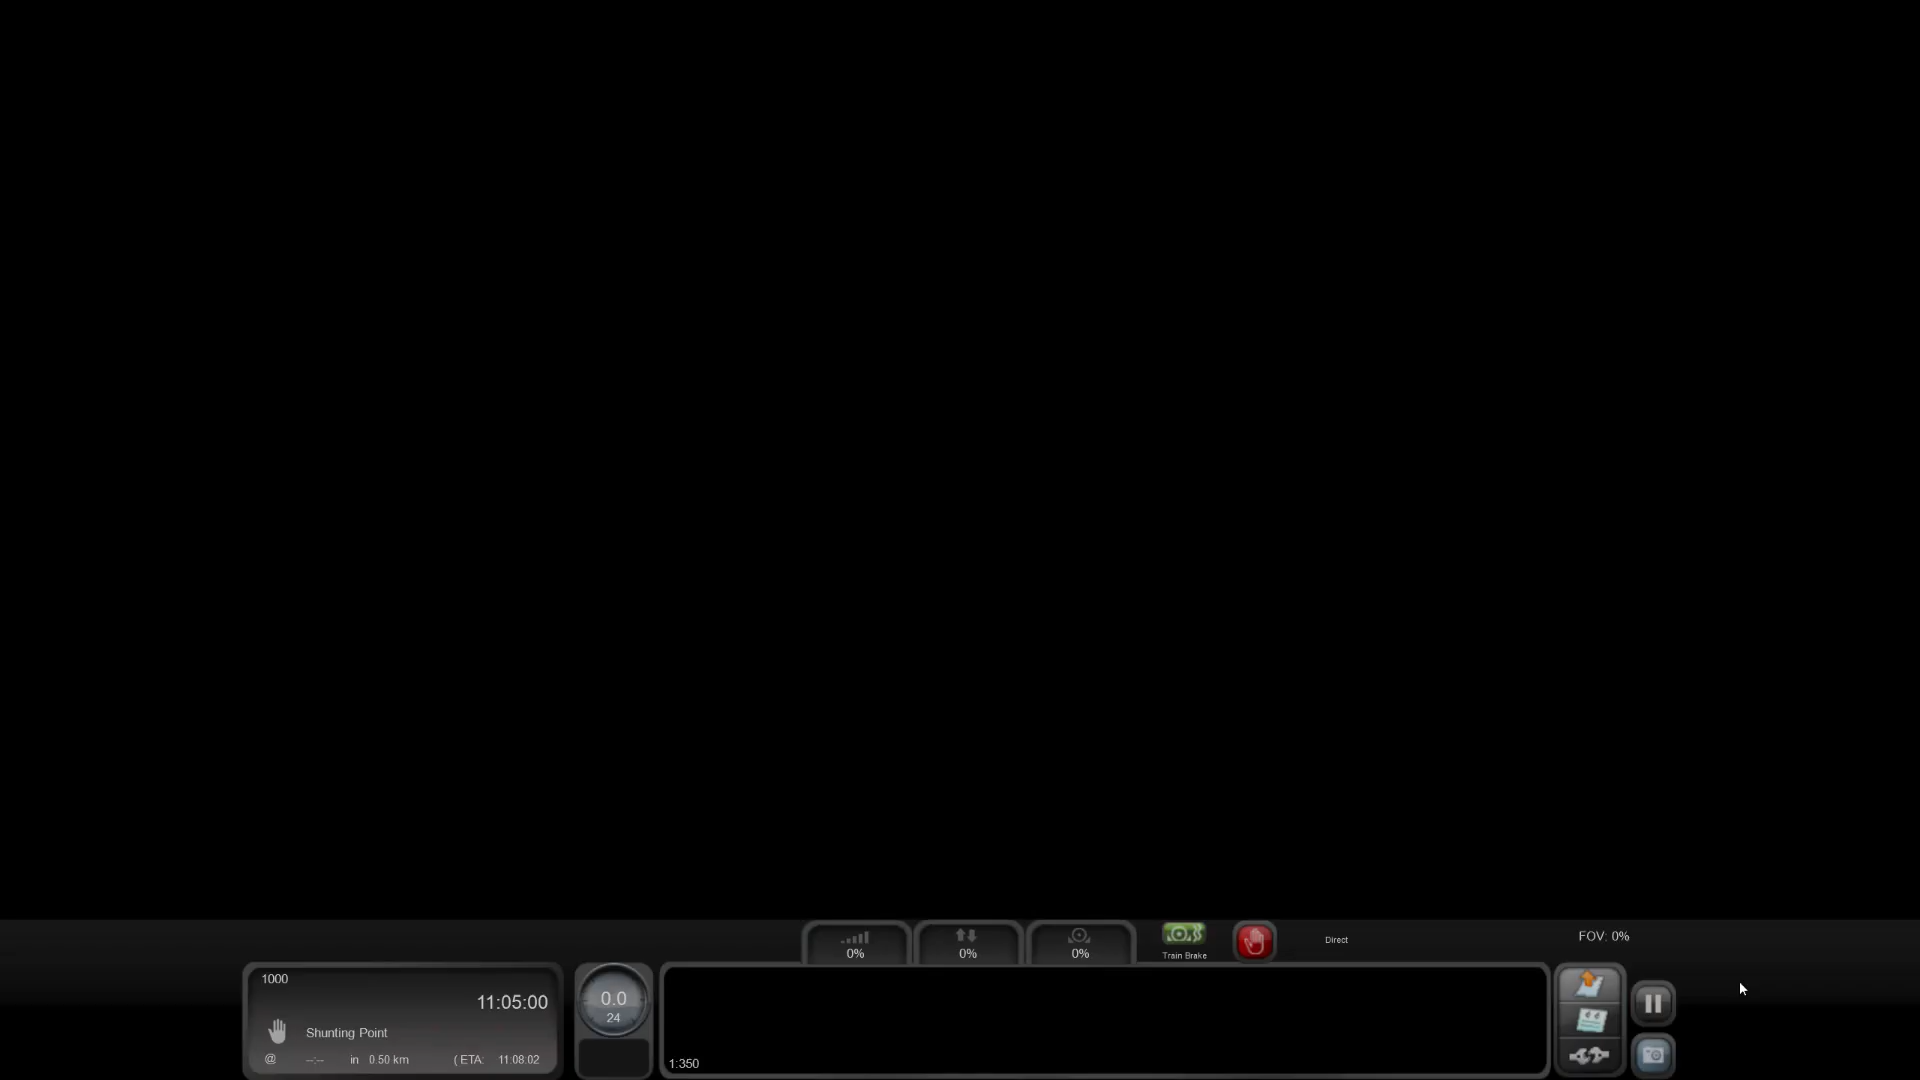 0%
0%
0%
Train Brake
Direct
FOV: 0%
1000
11:05:00
Shunting Point
@ --:-- in 0.50 km ( ETA: 11:08:02
0.0
24
1:350